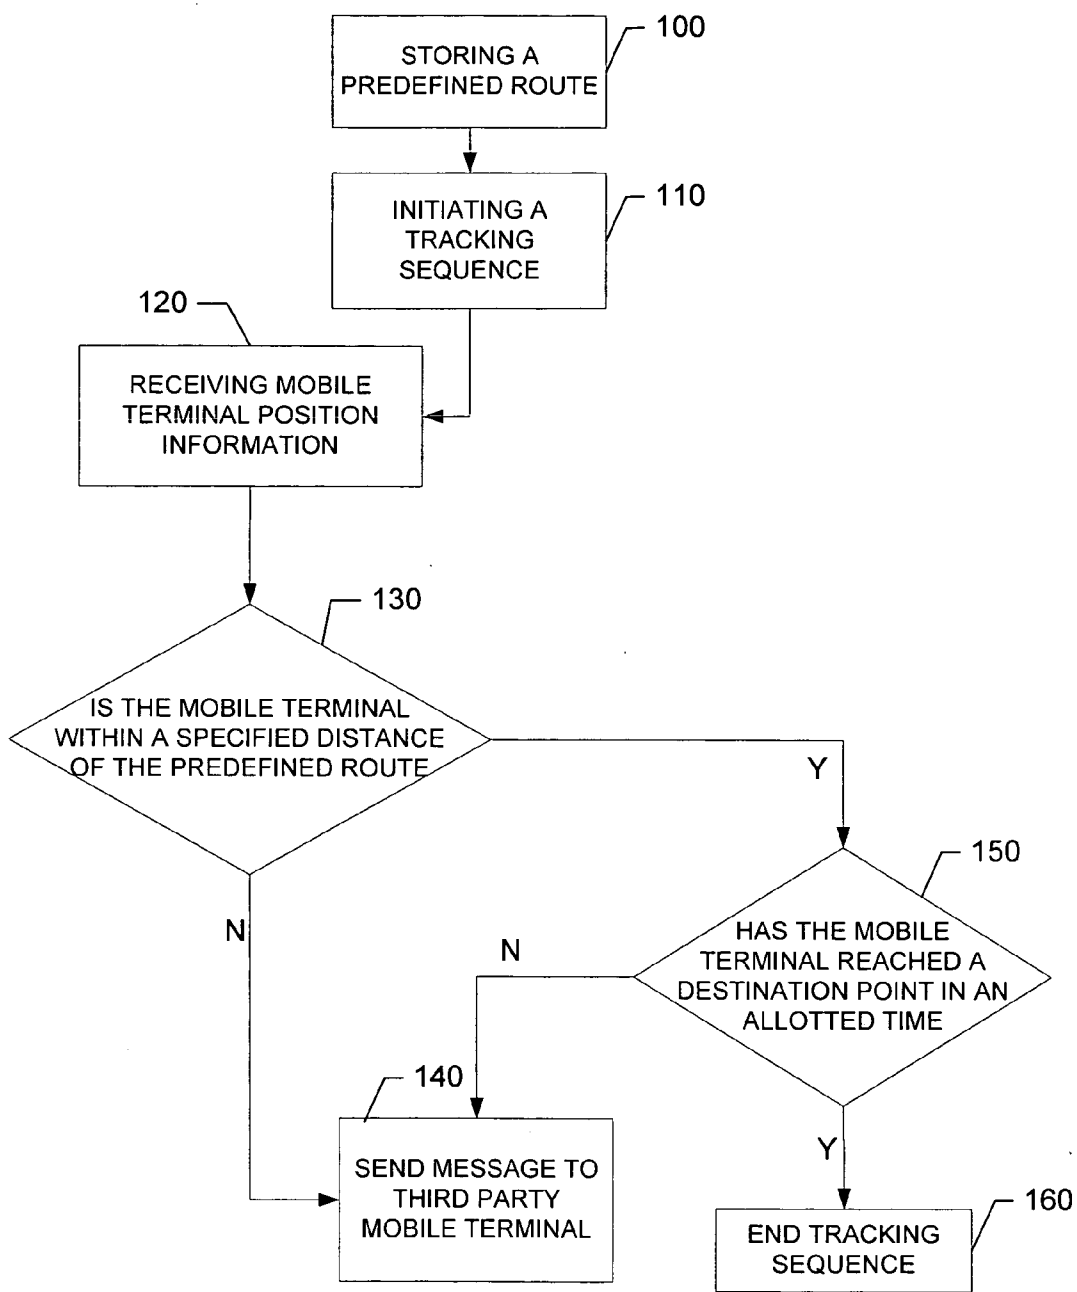 100
STORING A
PREDEFINED ROUTE
110
INITIATING A
TRACKING
SEQUENCE
120
RECEIVING MOBILE
TERMINAL POSITION
INFORMATION
130
IS THE MOBILE TERMINAL
WITHIN A SPECIFIED DISTANCE
OF THE PREDEFINED ROUTE
Y
N
150
HAS THE MOBILE
TERMINAL REACHED A
DESTINATION POINT IN AN
ALLOTTED TIME
N
140
SEND MESSAGE TO
THIRD PARTY
MOBILE TERMINAL
Y
160
END TRACKING
SEQUENCE